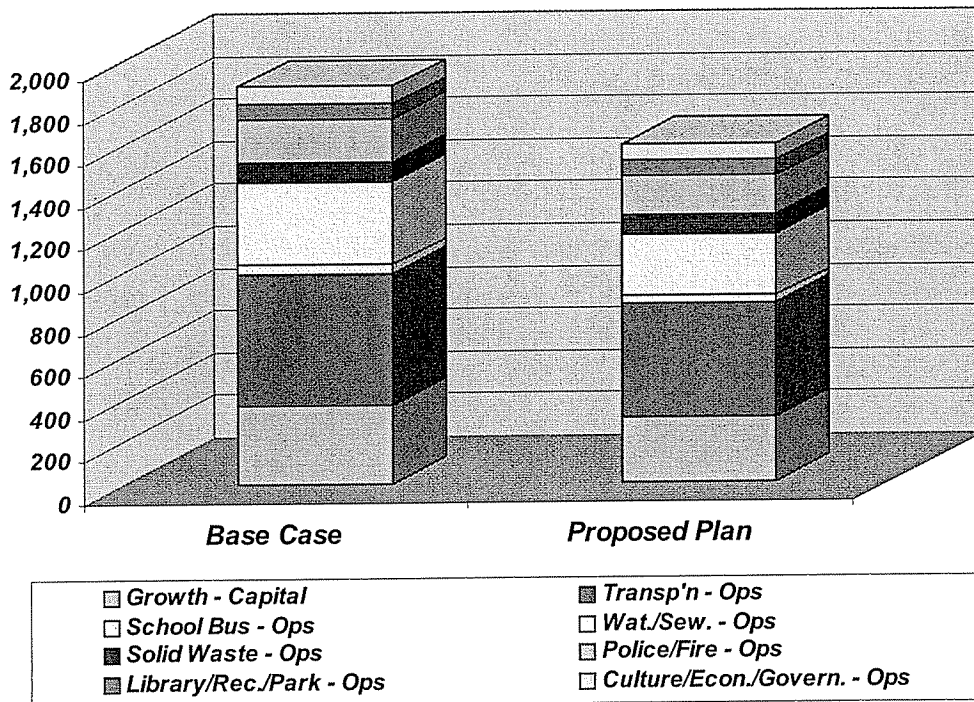 2,000
1,800
1,600
1,400
1,200
1,000
800
600
400
200
0
Base Case
Proposed Plan
Growth - Capital
Transp'n - Ops
School Bus - Ops
Wat./Sew. - Ops
Solid Waste - Ops
Police/Fire - Ops
Library/Rec./Park - Ops
Culture/Econ./Govern. - Ops